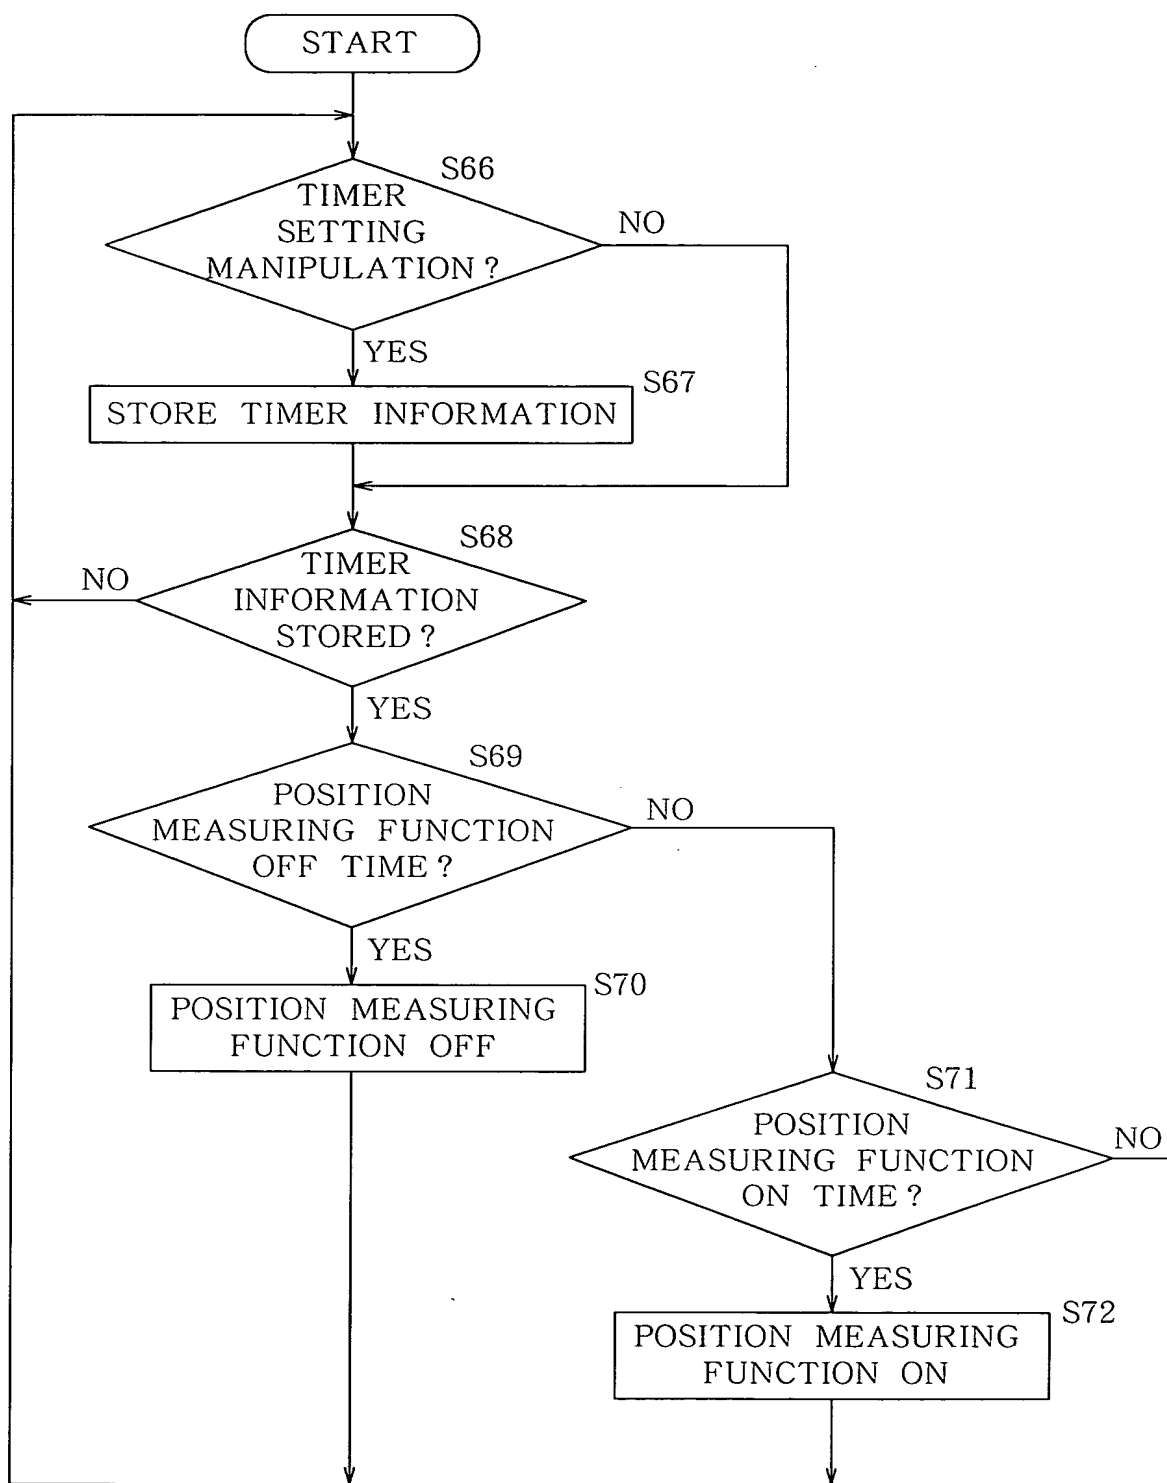 START
S66
TIMER
SETTING
MANIPULATION ?
NO
YES
S67
STORE TIMER INFORMATION
S68
TIMER
INFORMATION
STORED ?
NO
YES
S69
POSITION
MEASURING FUNCTION
OFF TIME ?
NO
YES
S70
POSITION MEASURING
FUNCTION OFF
S71
POSITION
MEASURING FUNCTION
ON TIME ?
NO
YES
S72
POSITION MEASURING
FUNCTION ON